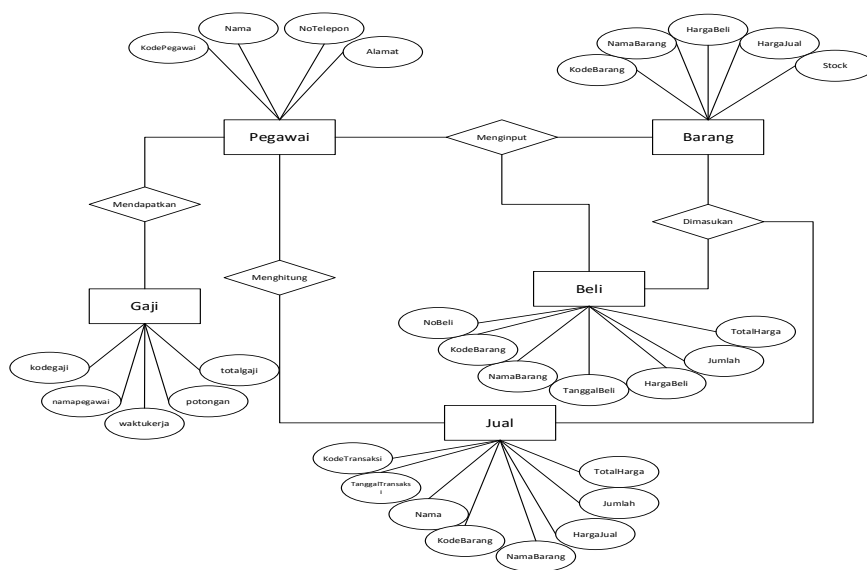 Nama
NoTelepon
KodePegawai
Alamat
HargaBeli
NamaBarang
HargaJual
KodeBarang
Stock
Pegawai
Menginput
Barang
Mendapatkan
Dimasukan
Menghitung
Gaji
Beli
NoBeli
TotalHarga
KodeBarang
Jumlah
NamaBarang
HargaBeli
TanggalBeli
kodegaji
totalgaji
namapegawai
potongan
waktukerja
Jual
KodeTransaksi
TotalHarga
TanggalTransaks
i
Jumlah
Nama
HargaJual
KodeBarang
NamaBarang